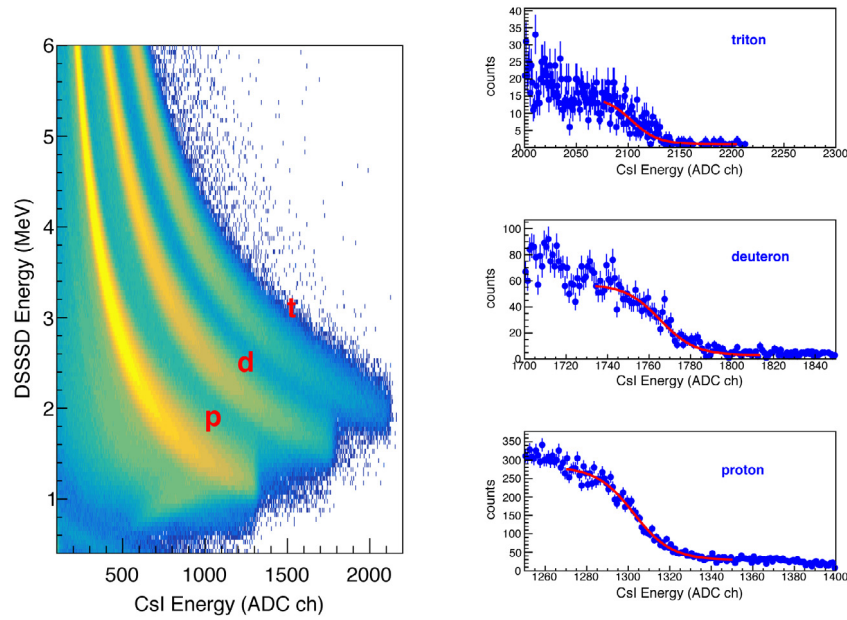 6
5
4
3
2
1
DSSSD Energy (MeV)
t
d
p
500 1000 1500 2000
CsI Energy (ADC ch)
40
35
30
25
20
15
10
5
0
counts
triton
2000 2050 2100 2150 2200 2250 2300
CsI Energy (ADC ch)
100
80
60
40
20
0
counts
deuteron
1700 1720 1740 1760 1780 1800 1820 1840
CsI Energy (ADC ch)
350
300
250
200
150
100
50
0
counts
proton
1260 1280 1300 1320 1340 1360 1380 1400
CsI Energy (ADC ch)